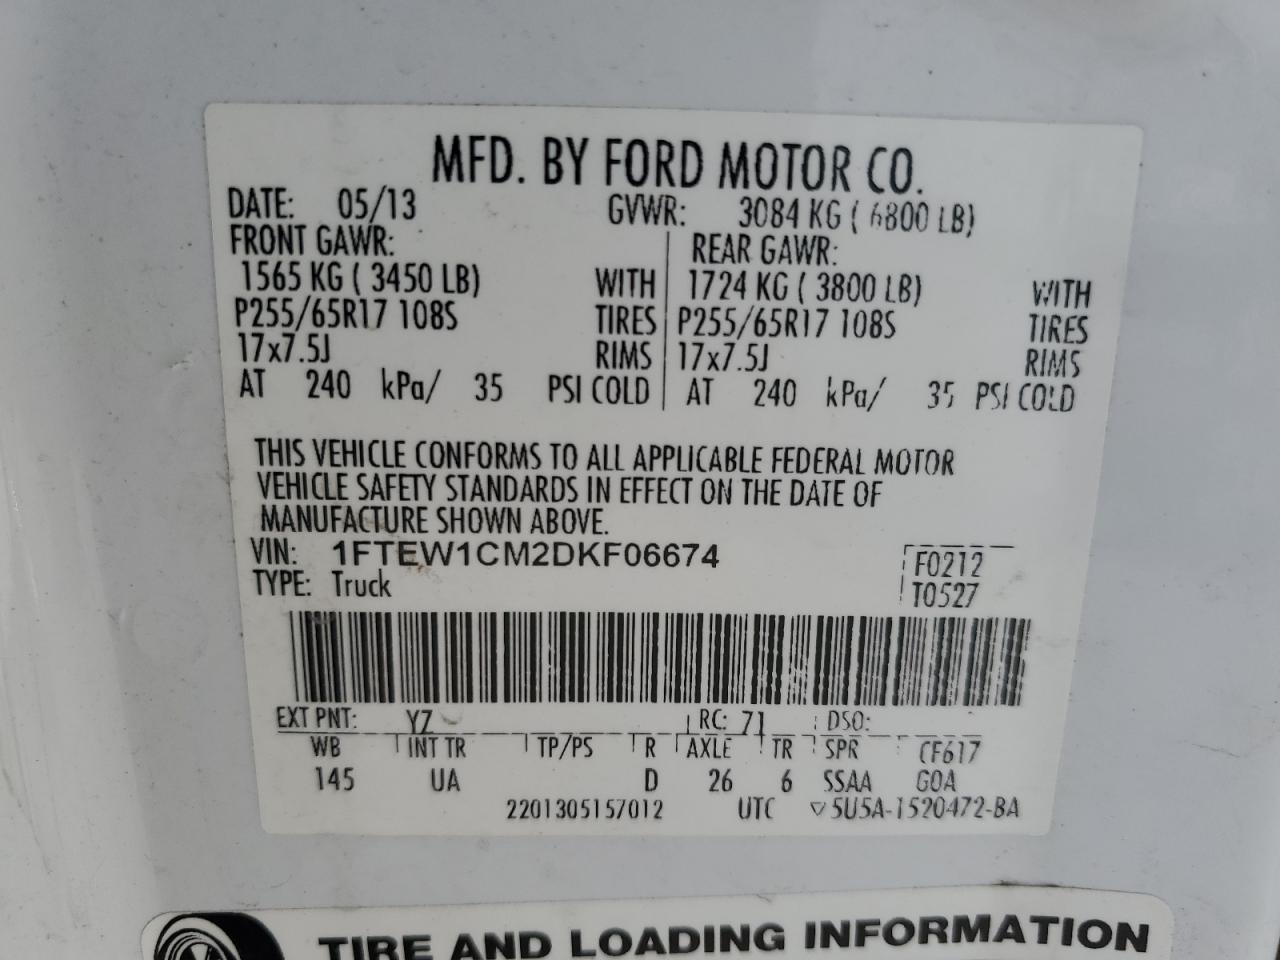 MFD. BY FORD MOTOR CO.
DATE: 05/13 GVWR: 3084 KG ( 6800 LB)
FRONT GAWR: REAR GAWR:
1565 KG ( 3450 LB) WITH 1724 KG ( 3800 LB) WITH
P255/65R17 108S TIRES P255/65R17 108S TIRES
17x7.5J RIMS 17x7.5J RIMS
AT 240 kPa/ 35 PSI COLD AT 240 kPa/ 35 PSI COLD
THIS VEHICLE CONFORMS TO ALL APPLICABLE FEDERAL MOTOR
VEHICLE SAFETY STANDARDS IN EFFECT ON THE DATE OF
MANUFACTURE SHOWN ABOVE.
VIN: 1FTEW1CM2DKF06674 F0212
TYPE: Truck T0527
EXT PNT: YZ RC: 71 DSO:
WB INT TR TP/PS R AXLE TR SPR CF617
145 UA D 26 6 SSAA GOA
2201305157012 UTC ▽5U5A-1520472-BA
TIRE AND LOADING INFORMATION